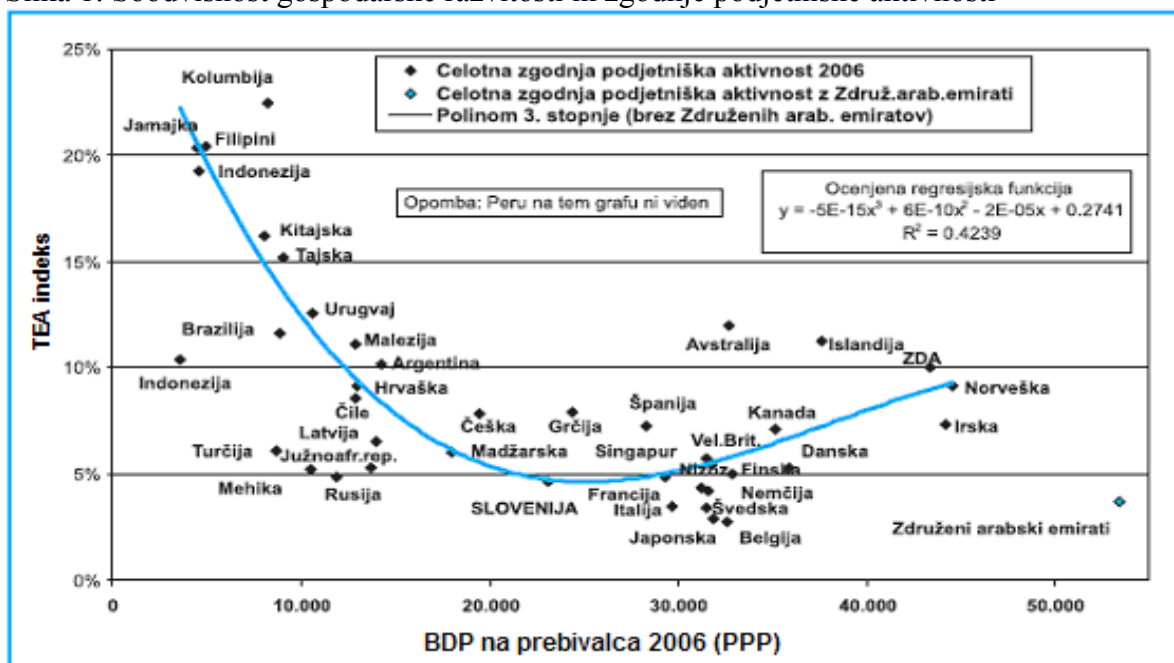 Slika 1: Soodvisnost gospodarske razvitosti in zgodnje podjetniške aktivnosti
25%
Kolumbija
Celotna zgodnja podjetniška aktivnost 2006
Celotna zgodnja podjetniška aktivnost z Združ.arab.emirati
Polinom 3. stopnje (brez Združenih arab. emiratov)
Jamajka
Filipini
20%
Indonezija
Ocenjena regresijska funkcija
y = -5E-15x³ + 6E-10x² - 2E-05x + 0.2741
R² = 0.4239
Opomba: Peru na tem grafu ni viden
Kitajska
Tajska
15%
TEA indeks
Urugvaj
Brazilija
Malezija
Avstralija
Islandija
ZDA
10%
Indonezija
Argentina
Hrvaška
Norveška
Čile
Češka
Grčija
Španija
Kanada
Irska
Latvija
Turčija
Južnoafr.rep.
Madžarska
Singapur
Vel.Brit.
Danska
5%
Finska
Mehika
Rusija
SLOVENIJA
Francija
Nemčija
Italija
Švedska
Japonska
Belgija
Združeni arabski emirati
0%
0
10.000
20.000
30.000
40.000
50.000
BDP na prebivalca 2006 (PPP)